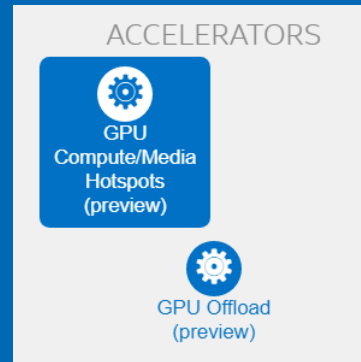 ACCELERATORS
GPU
Compute/Media
Hotspots
(preview)
GPU Offload
(preview)